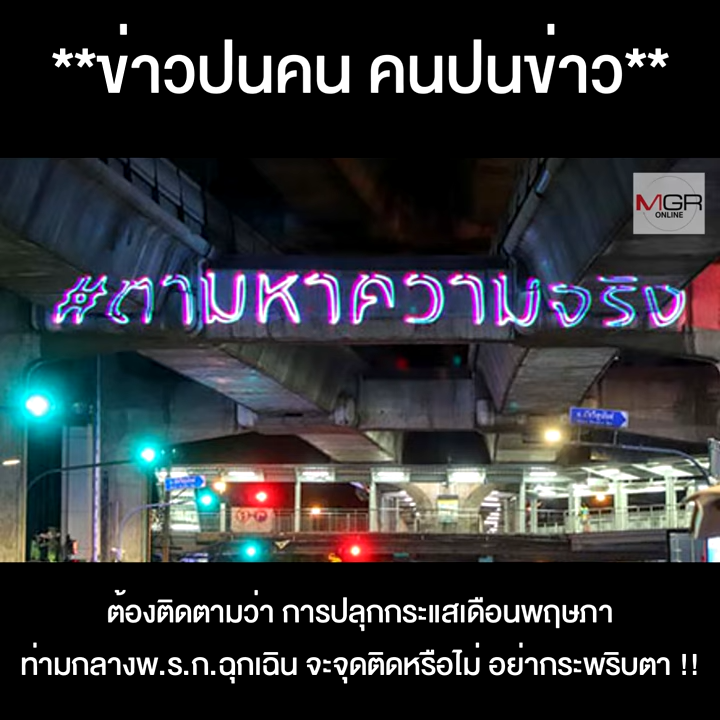 **ข่าวปนคน คนปนข่าว**
MGR
ONLINE
#ตามหาความจริง
ต้องติดตามว่า การปลุกกระแสเดือนพฤษภา
ท่ามกลางพ.ร.ก.ฉุกเฉิน จะจุดติดหรือไม่ อย่ากระพริบตา !!